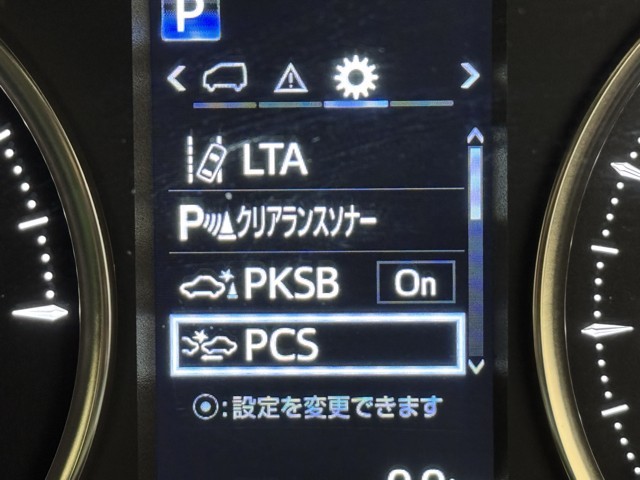 P
LTA
P クリアランスソナー
PKSB On
PCS
:設定を変更できます